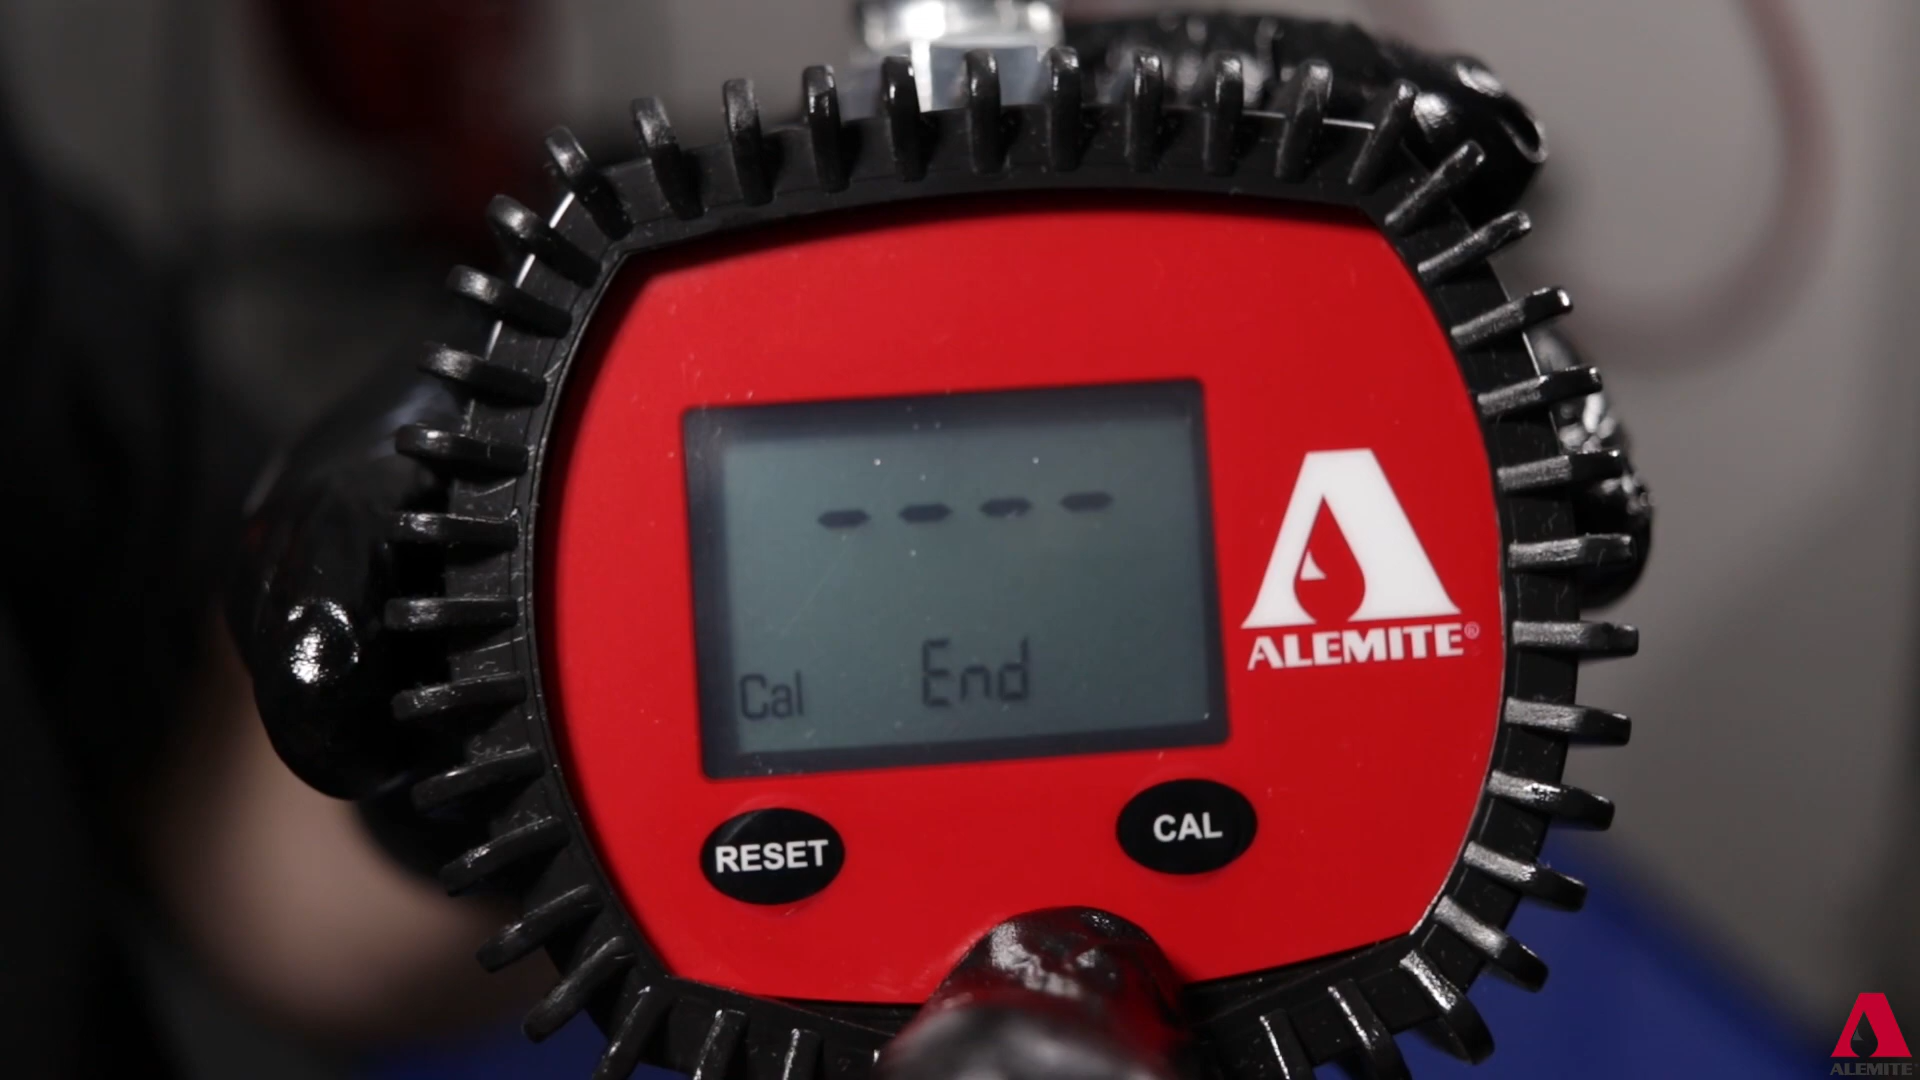 - - - -
Cal End
ALEMITE®
RESET
CAL
ALEMITE